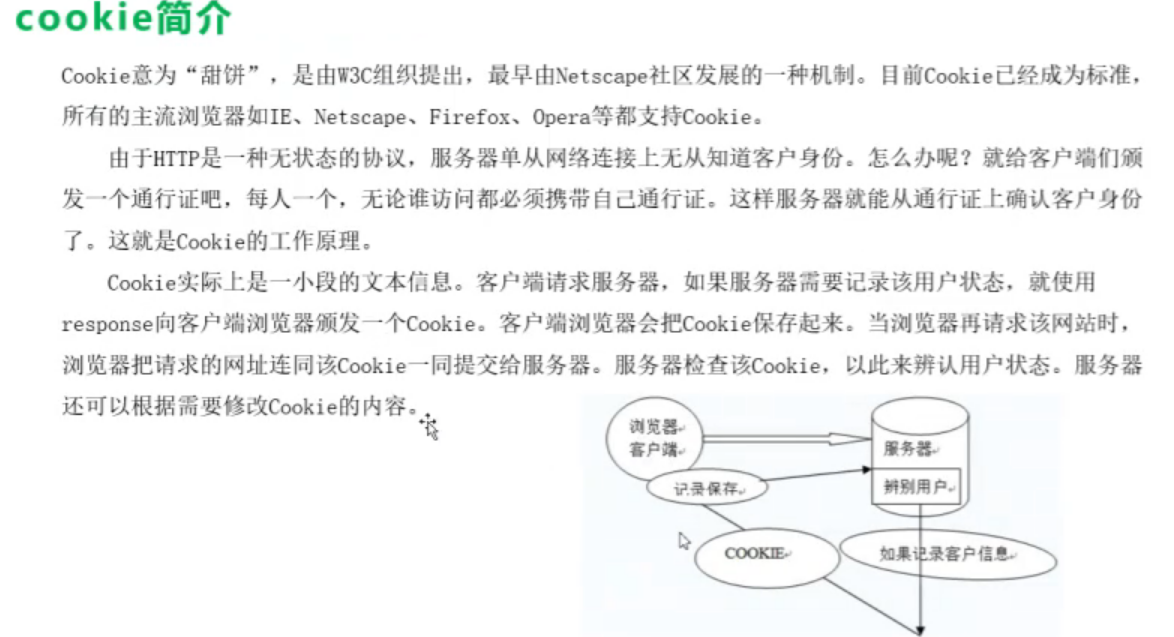 cookie简介
Cookie意为“甜饼”，是由W3C组织提出，最早由Netscape社区发展的一种机制。目前Cookie已经成为标准，
所有的主流浏览器如IE、Netscape、Firefox、Opera等都支持Cookie。
由于HTTP是一种无状态的协议，服务器单从网络连接上无从知道客户身份。怎么办呢？就给客户端们颁
发一个通行证吧，每人一个，无论谁访问都必须携带自己通行证。这样服务器就能从通行证上确认客户身份
了。这就是Cookie的工作原理。
Cookie实际上是一小段的文本信息。客户端请求服务器，如果服务器需要记录该用户状态，就使用
response向客户端浏览器颁发一个Cookie。客户端浏览器会把Cookie保存起来。当浏览器再请求该网站时，
浏览器把请求的网址连同该Cookie一同提交给服务器。服务器检查该Cookie，以此来辨认用户状态。服务器
还可以根据需要修改Cookie的内容。
浏览器
客户端
服务器
记录保存
辨别用户
COOKIE
如果记录客户信息